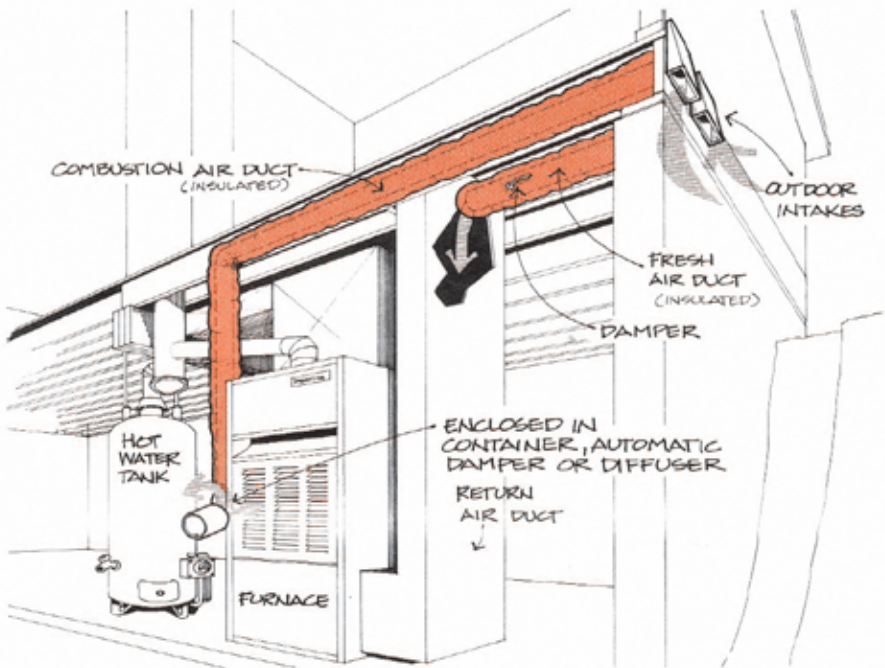 COMBUSTION AIR DUCT
(INSULATED)
OUTDOOR
INTAKES
FRESH
AIR DUCT
(INSULATED)
DAMPER
ENCLOSED IN
CONTAINER, AUTOMATIC
DAMPER OR DIFFUSER
RETURN
AIR DUCT
HOT
WATER
TANK
FURNACE